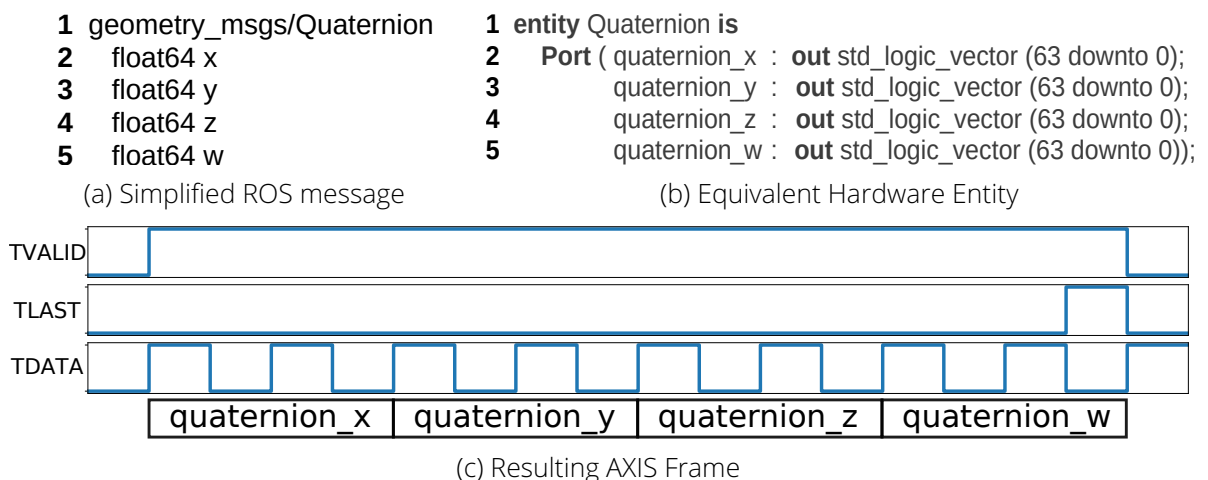 1 geometry_msgs/Quaternion
2 float64 x
3 float64 y
4 float64 z
5 float64 w
(a) Simplified ROS message
1 entity Quaternion is
2 Port ( quaternion_x : out std_logic_vector (63 downto 0);
3 quaternion_y : out std_logic_vector (63 downto 0);
4 quaternion_z : out std_logic_vector (63 downto 0);
5 quaternion_w : out std_logic_vector (63 downto 0));
(b) Equivalent Hardware Entity
TVALID
TLAST
TDATA
quaternion_x quaternion_y quaternion_z quaternion_w
(c) Resulting AXIS Frame